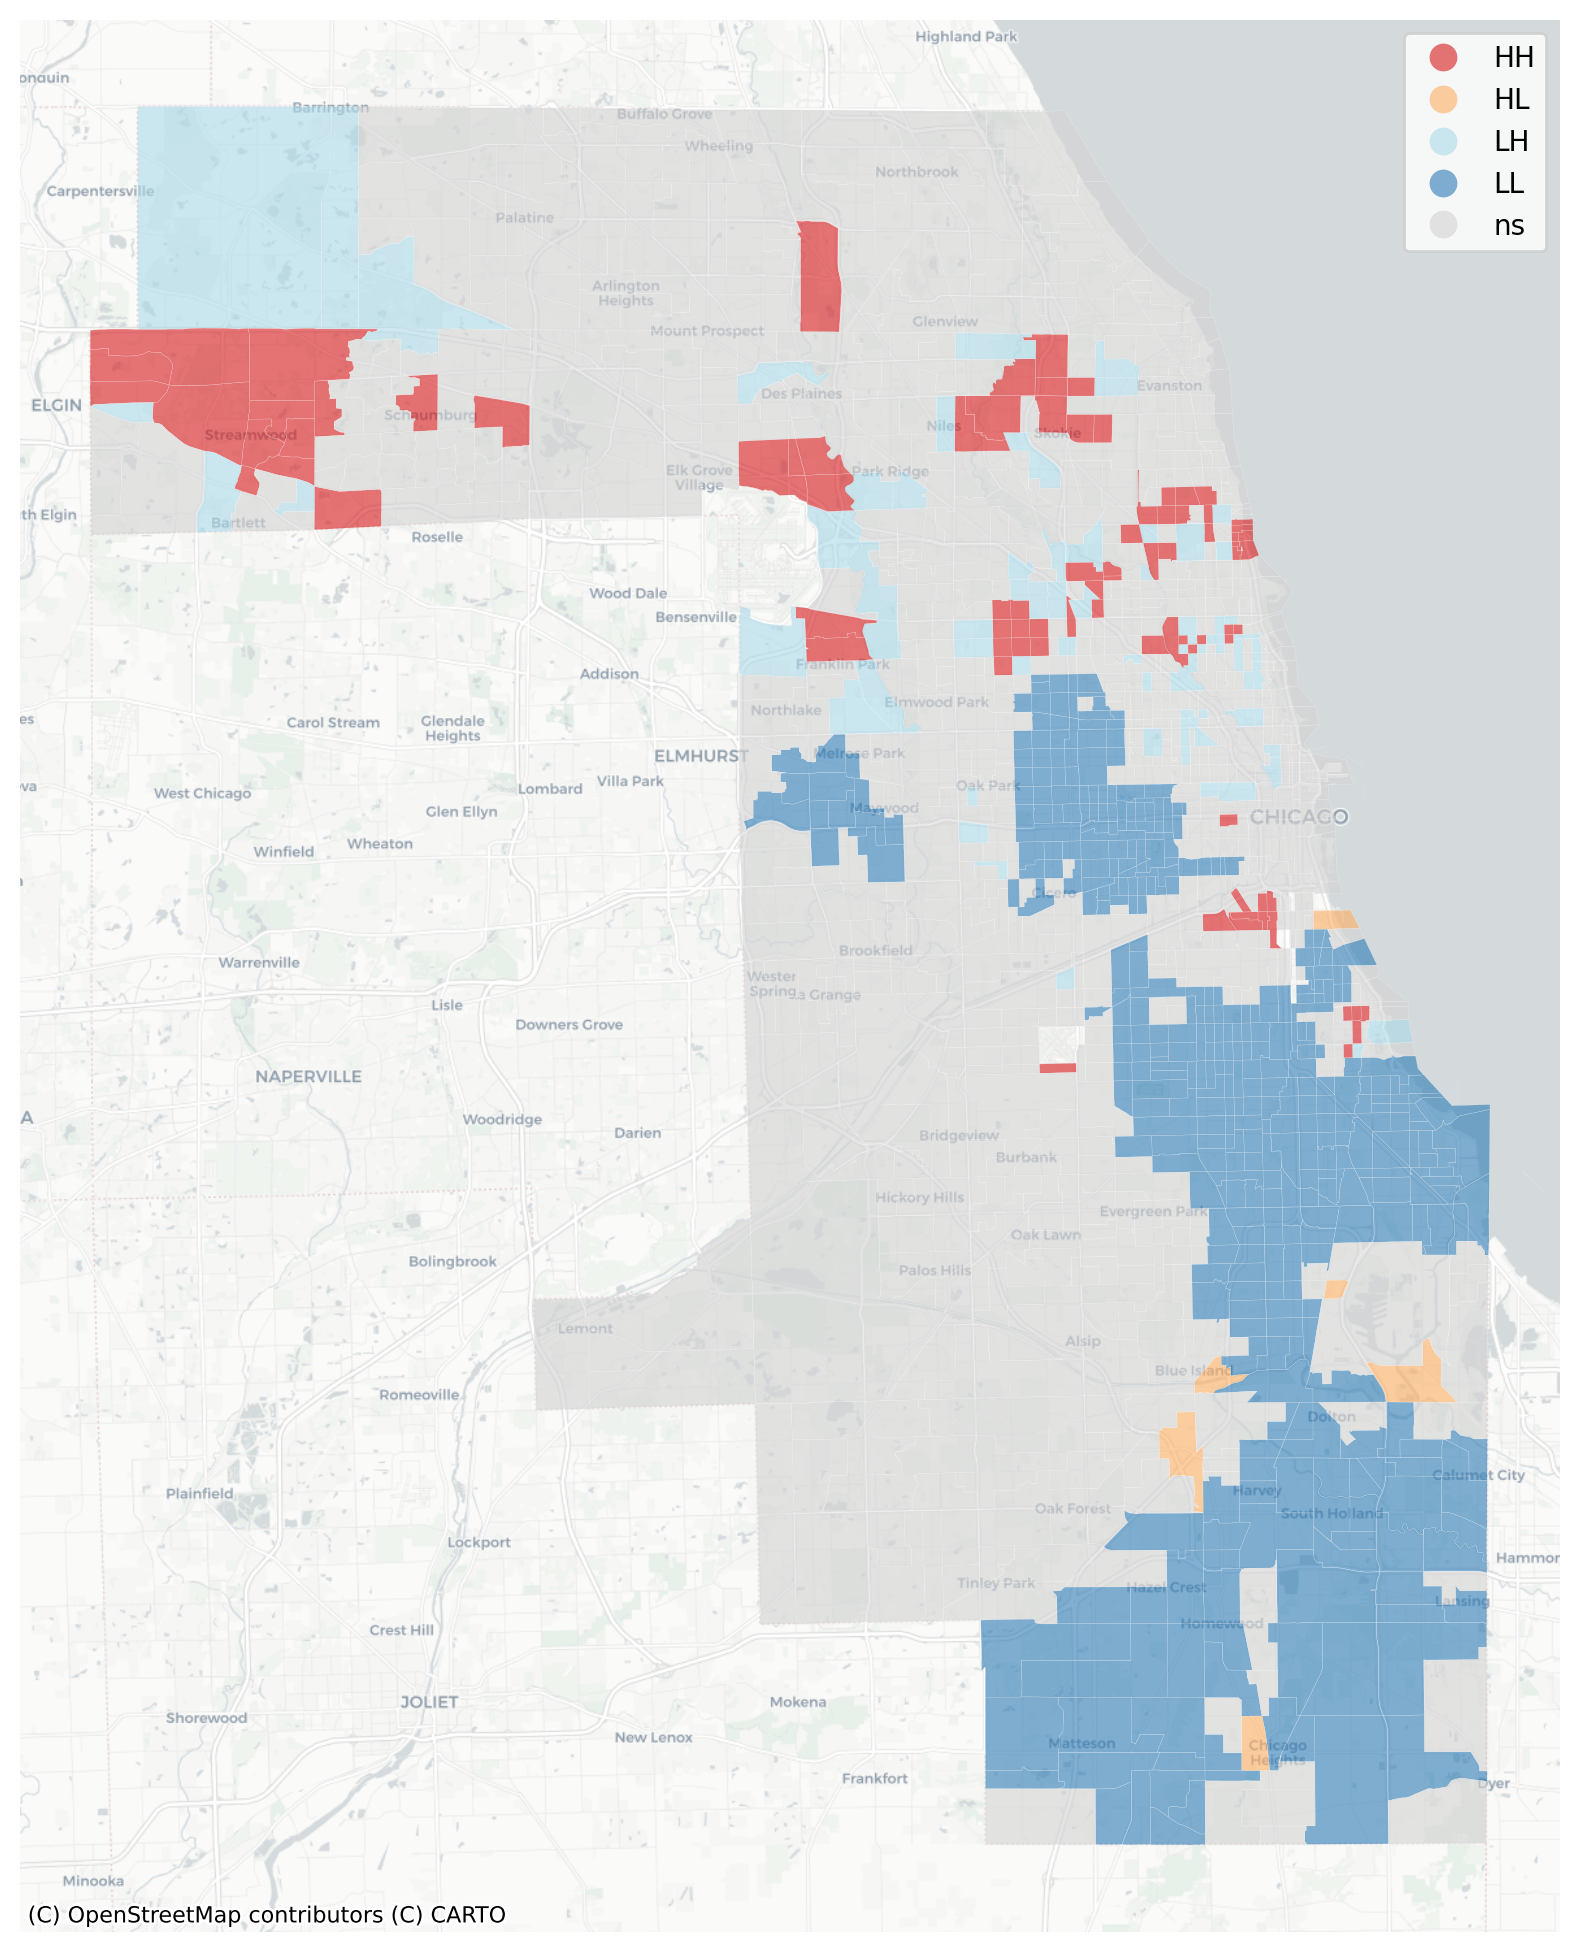 Highland Park
onquin
Barrington
Buffalo Grove
Wheeling
Northbrook
Carpentersville
Palatine
Arlington
Heights
Mount Prospect
Glenview
Des Plaines
Evanston
ELGIN
Schaumburg
Streamwood
Niles
Skokie
Elk Grove
Village
Park Ridge
th Elgin
Bartlett
Roselle
Wood Dale
Bensenville
Franklin Park
Addison
Elmwood Park
Northlake
es
Carol Stream
Glendale
Heights
ELMHURST
Melrose Park
Villa Park
Oak Park
va
West Chicago
Lombard
Glen Ellyn
Maywood
CHICAGO
Winfield
Wheaton
Cicero
Brookfield
Warrenville
Wester
Spring
La Grange
Lisle
Downers Grove
NAPERVILLE
A
Woodridge
Darien
Bridgeview
Burbank
Hickory Hills
Evergreen Park
Oak Lawn
Bolingbrook
Palos Hills
Lemont
Alsip
Blue Island
Romeoville
Dolton
Calumet City
Plainfield
Harvey
Oak Forest
South Holland
Lockport
Hammon
Tinley Park
Hazel Crest
Lansing
Homewood
Crest Hill
JOLIET
Mokena
Shorewood
New Lenox
Matteson
Chicago
Heights
Frankfort
Dyer
Minooka
HH
HL
LH
LL
ns
(C) OpenStreetMap contributors (C) CARTO